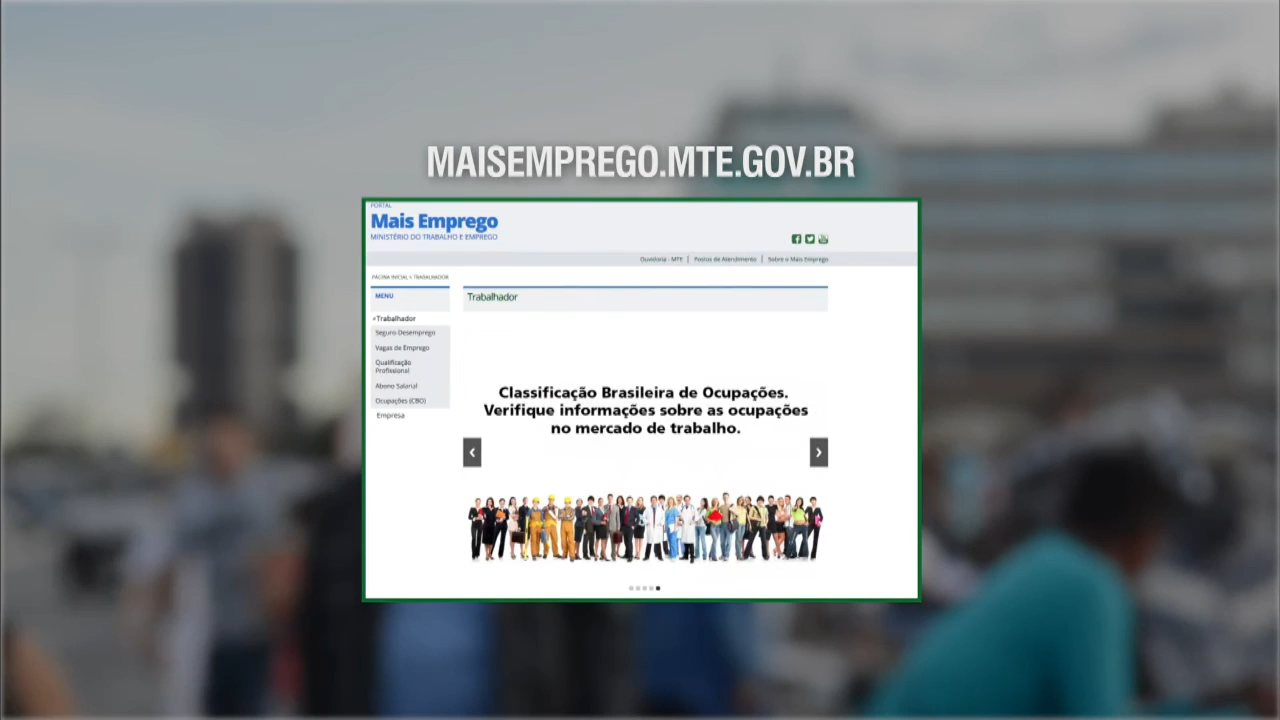 MAISEMPREGO.MTE.GOV.BR
PORTAL
Mais Emprego
MINISTÉRIO DO TRABALHO E EMPREGO
Ouvidoria - MTE | Postos de Atendimento | Sobre o Mais Emprego
PÁGINA INICIAL > TRABALHADOR
MENU
Trabalhador
Trabalhador
Seguro-Desemprego
Vagas de Emprego
Qualificação
Profissional
Abono Salarial
Ocupações (CBO)
Empresa
Classificação Brasileira de Ocupações.
Verifique informações sobre as ocupações
no mercado de trabalho.